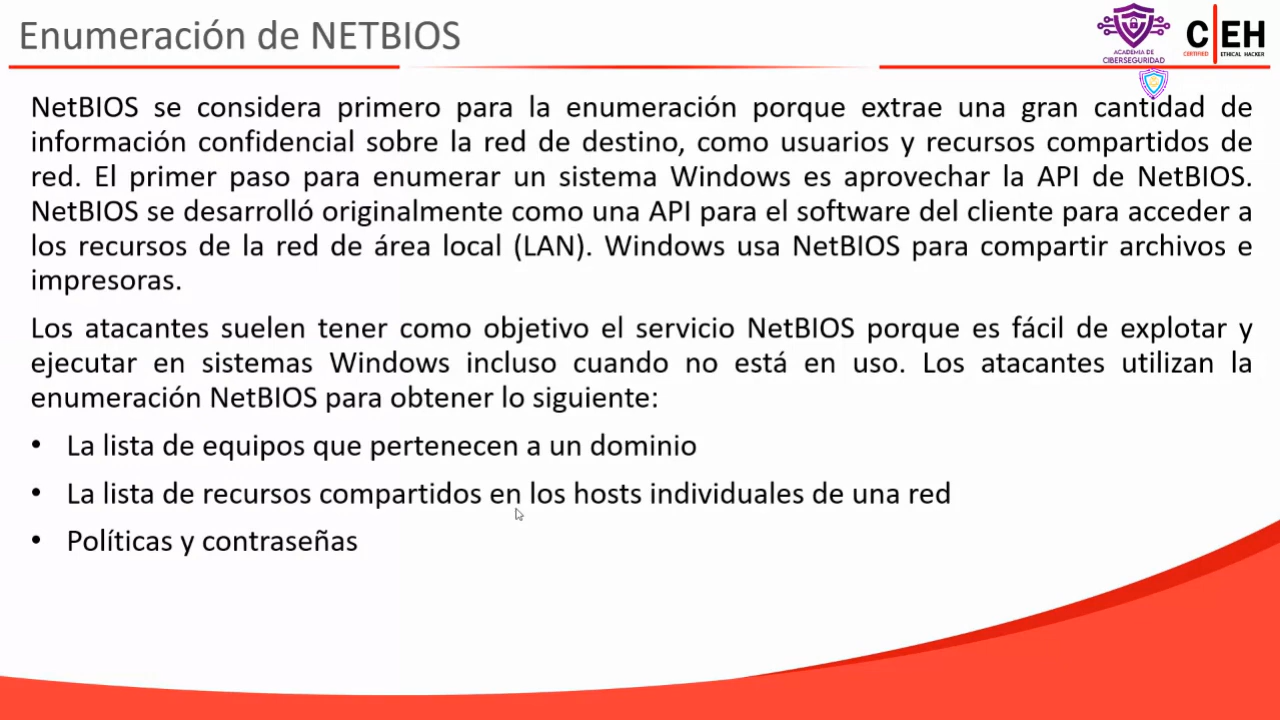 Enumeración de NETBIOS
ACADEMIA DE
CIBERSEGURIDAD
C|EH
CERTIFIED ETHICAL HACKER
NetBIOS se considera primero para la enumeración porque extrae una gran cantidad de
información confidencial sobre la red de destino, como usuarios y recursos compartidos de
red. El primer paso para enumerar un sistema Windows es aprovechar la API de NetBIOS.
NetBIOS se desarrolló originalmente como una API para el software del cliente para acceder a
los recursos de la red de área local (LAN). Windows usa NetBIOS para compartir archivos e
impresoras.
Los atacantes suelen tener como objetivo el servicio NetBIOS porque es fácil de explotar y
ejecutar en sistemas Windows incluso cuando no está en uso. Los atacantes utilizan la
enumeración NetBIOS para obtener lo siguiente:
• La lista de equipos que pertenecen a un dominio
• La lista de recursos compartidos en los hosts individuales de una red
• Políticas y contraseñas